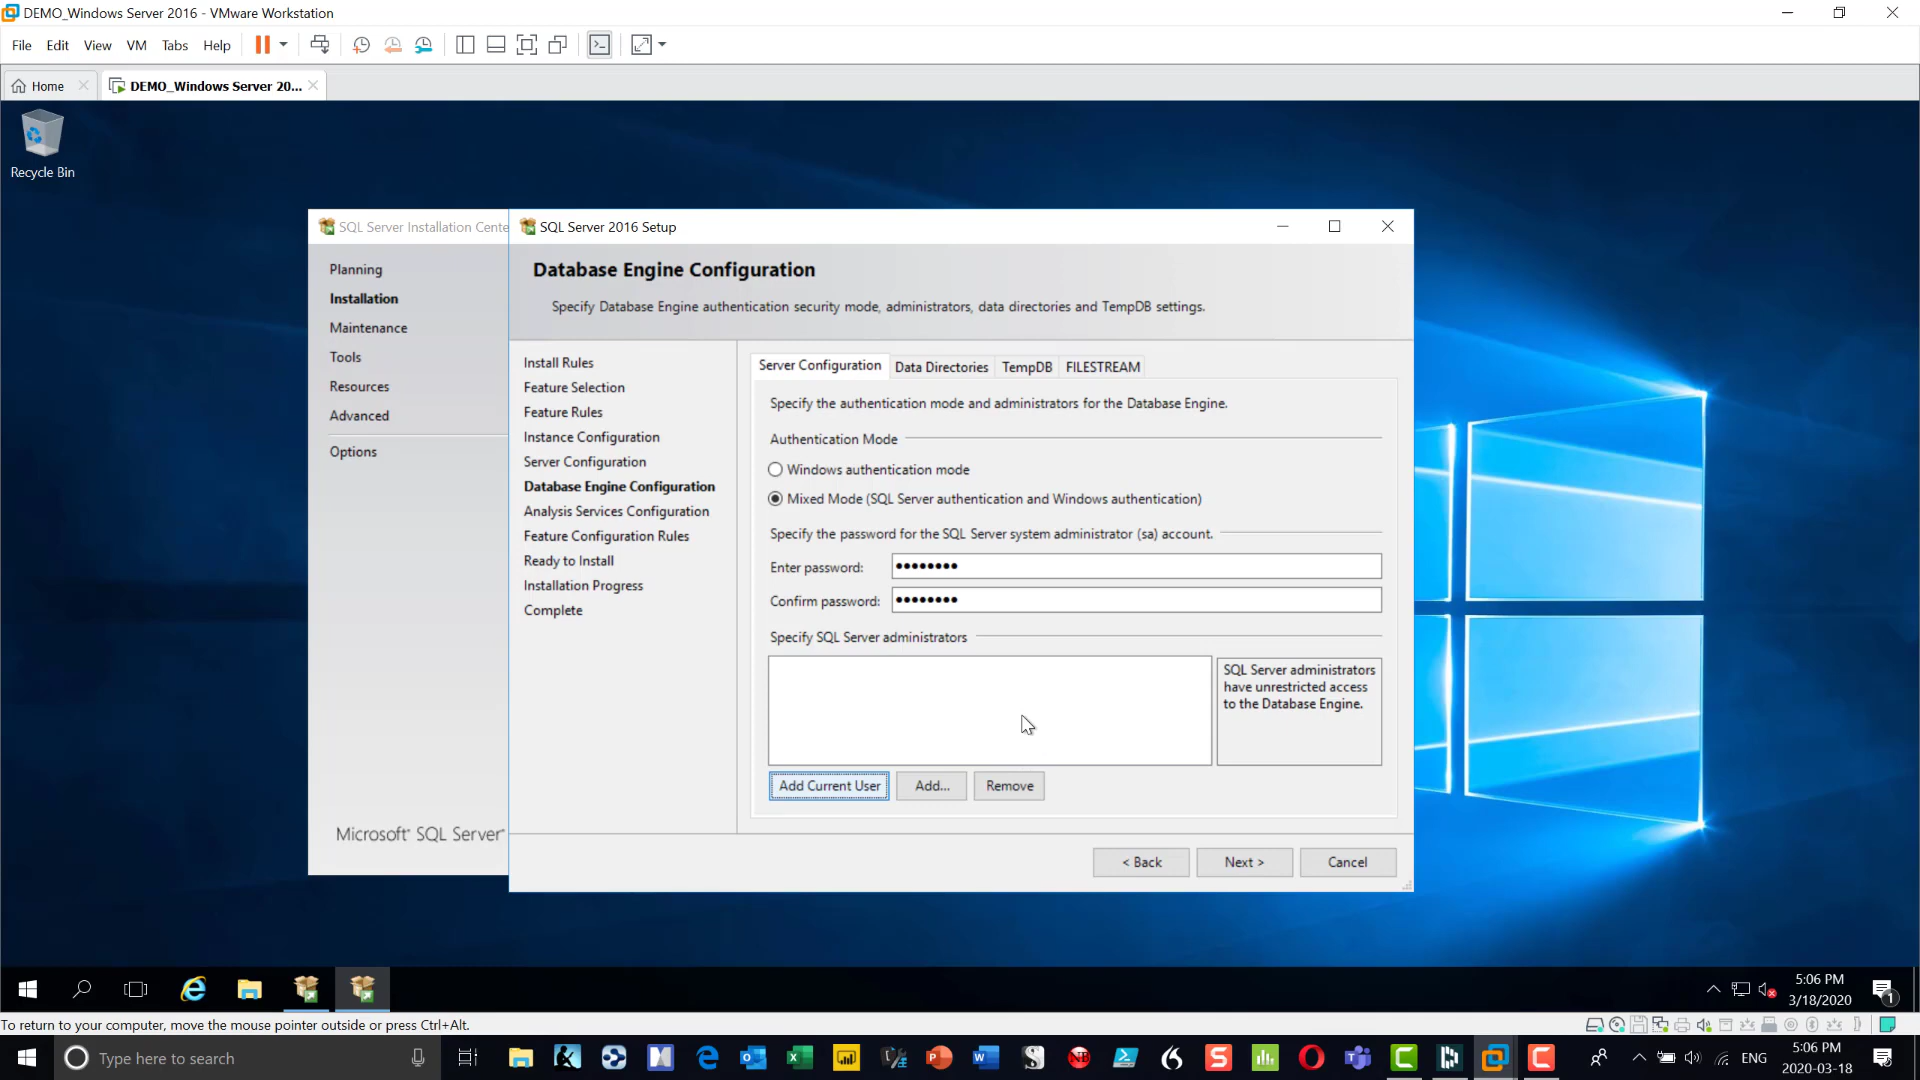 DEMO_Windows Server 2016 - VMware Workstation
File Edit View VM Tabs Help
Home
DEMO_Windows Server 20...
Recycle Bin
SQL Server Installation Cente
Planning
Installation
Maintenance
Tools
Resources
Advanced
Options
Microsoft SQL Server
SQL Server 2016 Setup
Database Engine Configuration
Specify Database Engine authentication security mode, administrators, data directories and TempDB settings.
Install Rules
Feature Selection
Feature Rules
Instance Configuration
Server Configuration
Database Engine Configuration
Analysis Services Configuration
Feature Configuration Rules
Ready to Install
Installation Progress
Complete
Server Configuration Data Directories TempDB FILESTREAM
Specify the authentication mode and administrators for the Database Engine.
Authentication Mode
Windows authentication mode
Mixed Mode (SQL Server authentication and Windows authentication)
Specify the password for the SQL Server system administrator (sa) account.
Enter password: ••••••••
Confirm password: ••••••••
Specify SQL Server administrators
SQL Server administrators
have unrestricted access
to the Database Engine.
Add Current User Add... Remove
< Back Next > Cancel
5:06 PM
3/18/2020
1
To return to your computer, move the mouse pointer outside or press Ctrl+Alt.
Type here to search
ENG
5:06 PM
2020-03-18